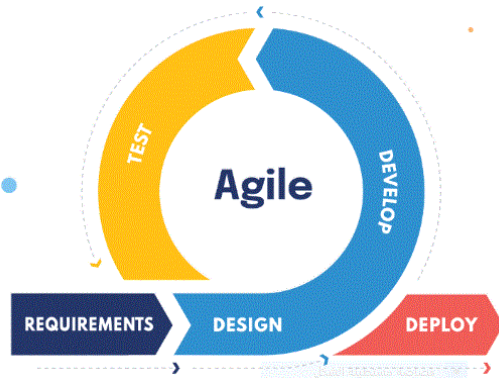 TEST
Agile
DEVELOP
REQUIREMENTS
DESIGN
DEPLOY